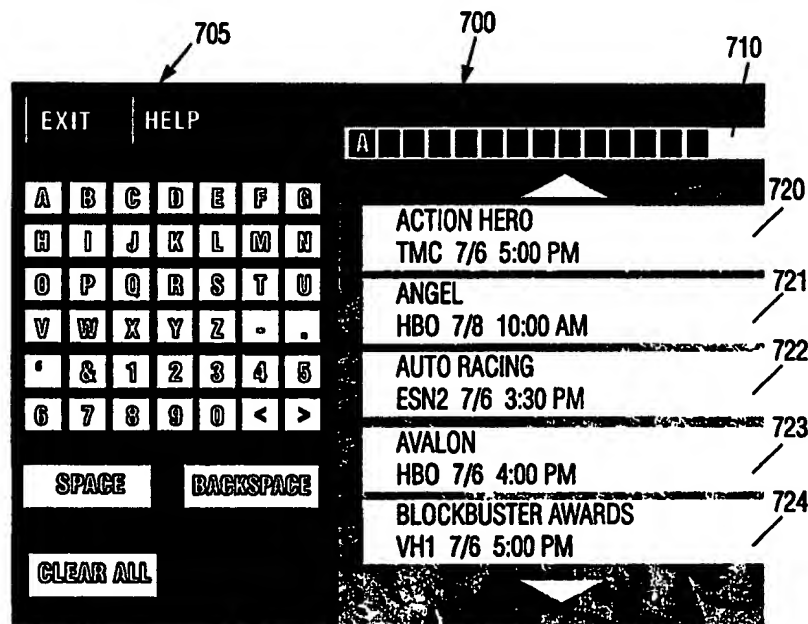 705
700
710
EXIT HELP
A
A B C D E F G
H I J K L M N
O P Q R S T U
V W X Y Z - .
' & 1 2 3 4 5
6 7 8 9 0 < >
SPACE BACKSPACE
CLEAR ALL
720
ACTION HERO
TMC 7/6 5:00 PM
721
ANGEL
HBO 7/8 10:00 AM
722
AUTO RACING
ESN2 7/6 3:30 PM
723
AVALON
HBO 7/6 4:00 PM
724
BLOCKBUSTER AWARDS
VH1 7/6 5:00 PM